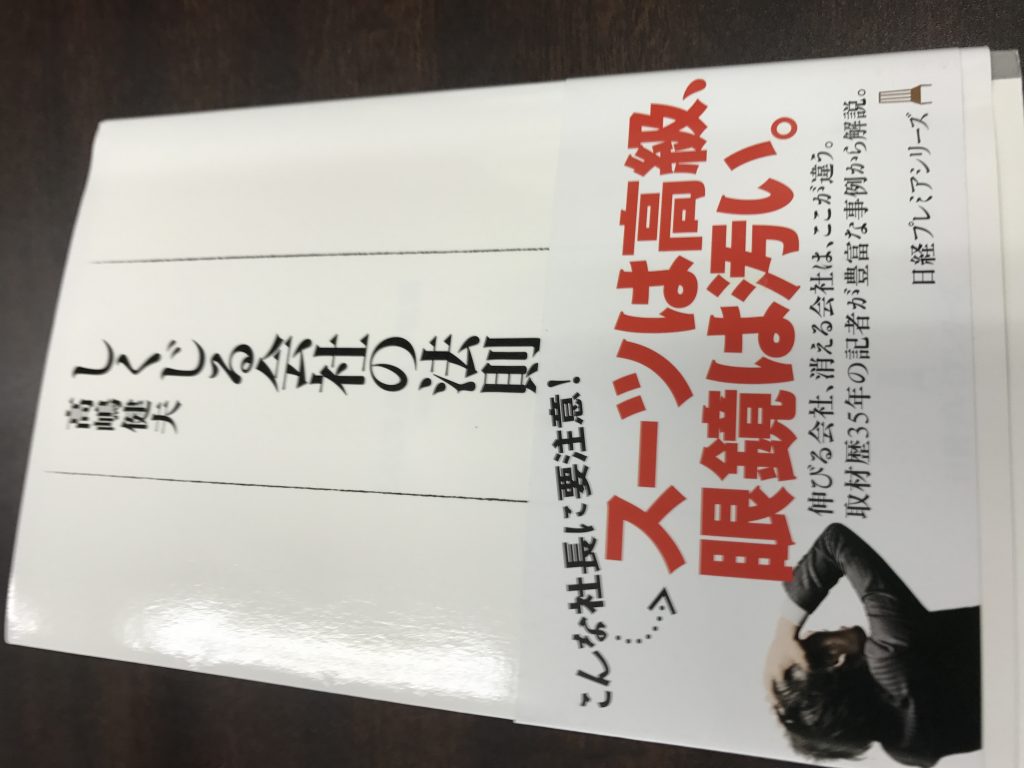 しくじる会社の法則
高嶋健夫
こんな社長に要注意!
スーツは高級、
眼鏡は汚い。
伸びる会社、消える会社は、ここが違う。
取材歴35年の記者が豊富な事例から解説。
日経プレミアシリーズ